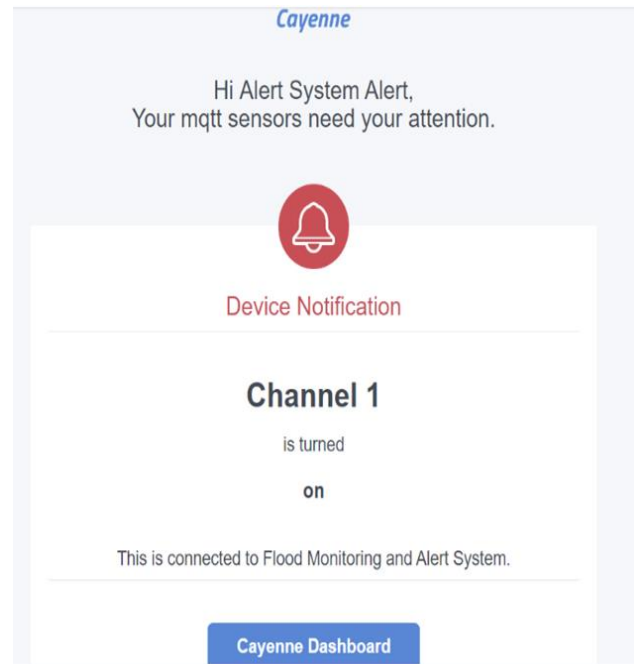 Cayenne
Hi Alert System Alert,
Your mqtt sensors need your attention.
Device Notification
Channel 1
is turned
on
This is connected to Flood Monitoring and Alert System.
Cayenne Dashboard